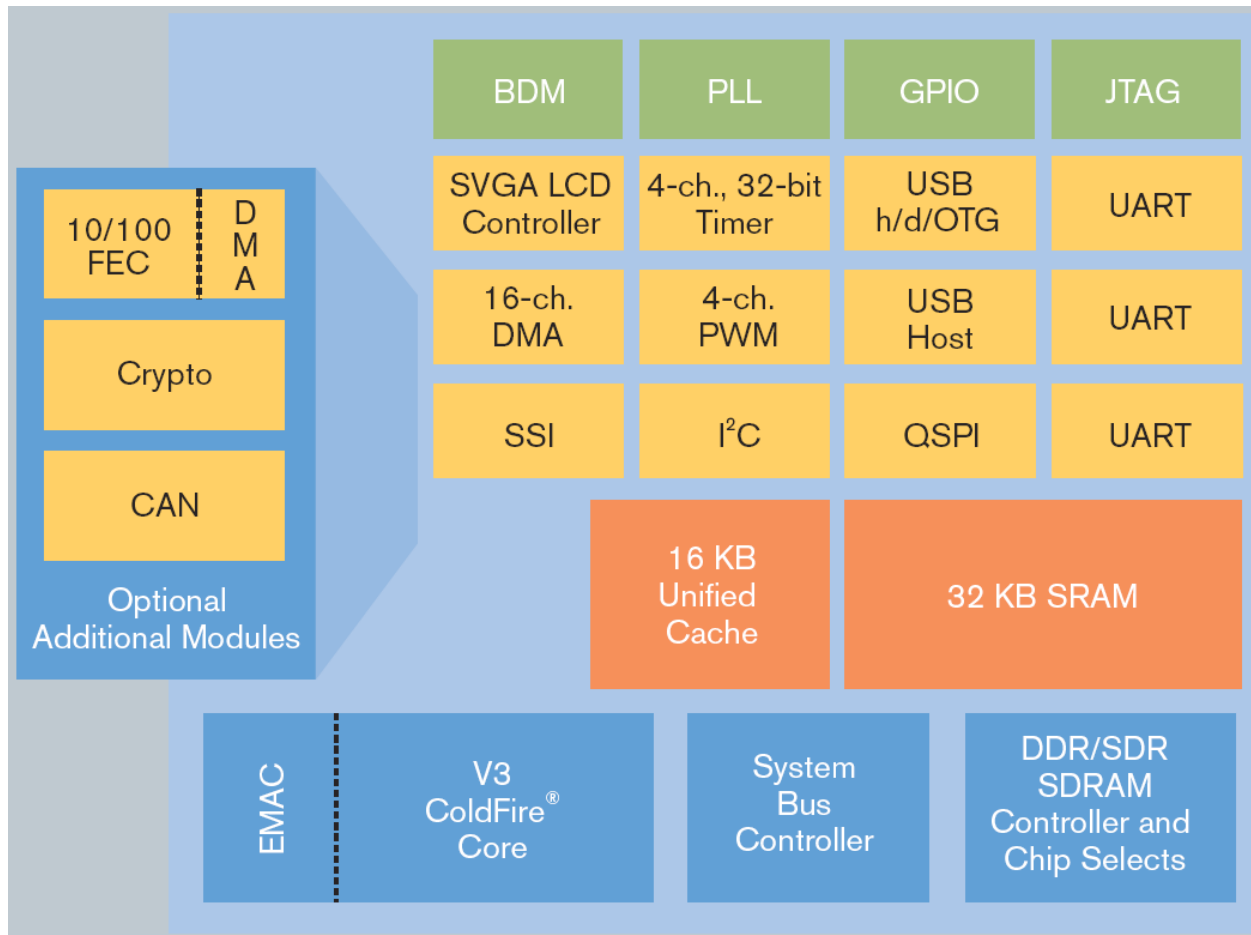 BDM
PLL
GPIO
JTAG
SVGA LCD
Controller
4-ch., 32-bit
Timer
USB
h/d/OTG
UART
16-ch.
DMA
4-ch.
PWM
USB
Host
UART
SSI
I²C
QSPI
UART
10/100
FEC
D
M
A
Crypto
CAN
Optional
Additional Modules
16 KB
Unified
Cache
32 KB SRAM
EMAC
V3
ColdFire®
Core
System
Bus
Controller
DDR/SDR
SDRAM
Controller and
Chip Selects